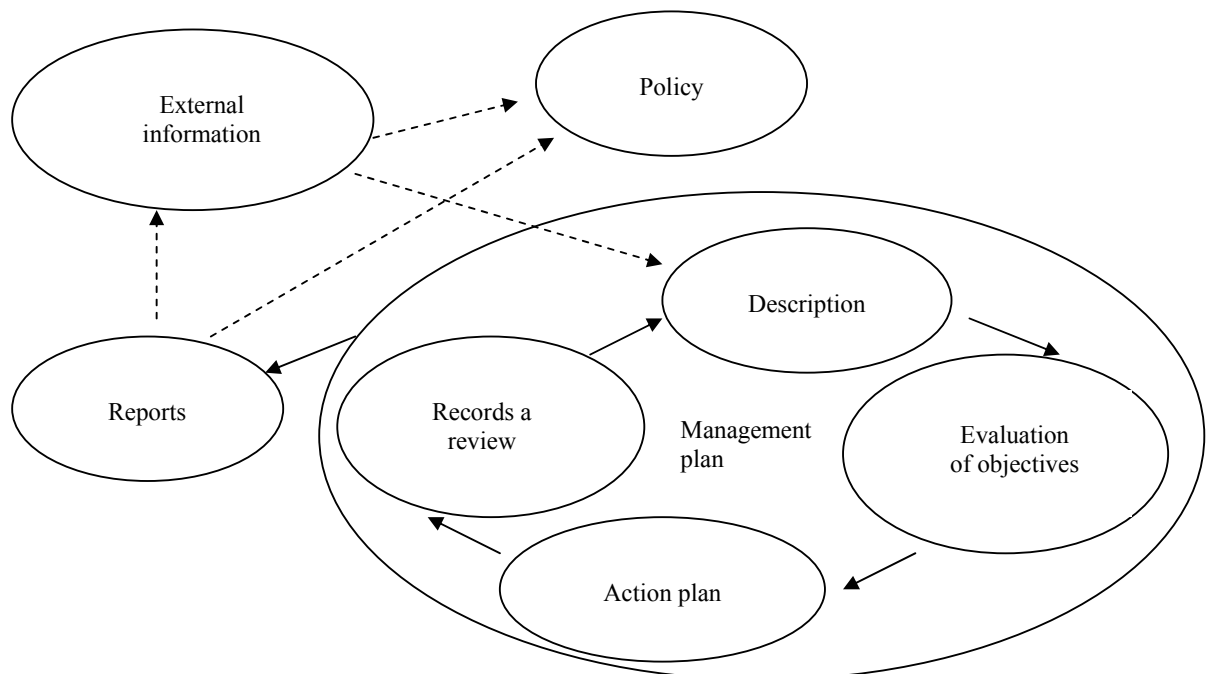 External
information
Policy
Description
Reports
Records a
review
Management
plan
Evaluation
of objectives
Action plan